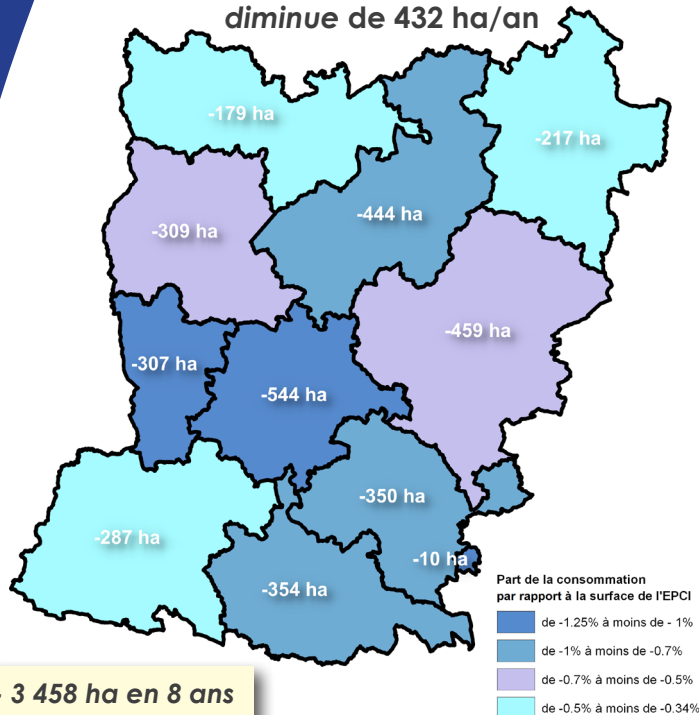 diminue de 432 ha/an
-179 ha
-217 ha
-444 ha
-309 ha
-459 ha
-307 ha
-544 ha
-350 ha
-287 ha
-10 ha
-354 ha
Part de la consommation
par rapport à la surface de l'EPCI
de -1.25% à moins de - 1%
de -1% à moins de -0.7%
de -0.7% à moins de -0.5%
de -0.5% à moins de -0.34%
- 3 458 ha en 8 ans